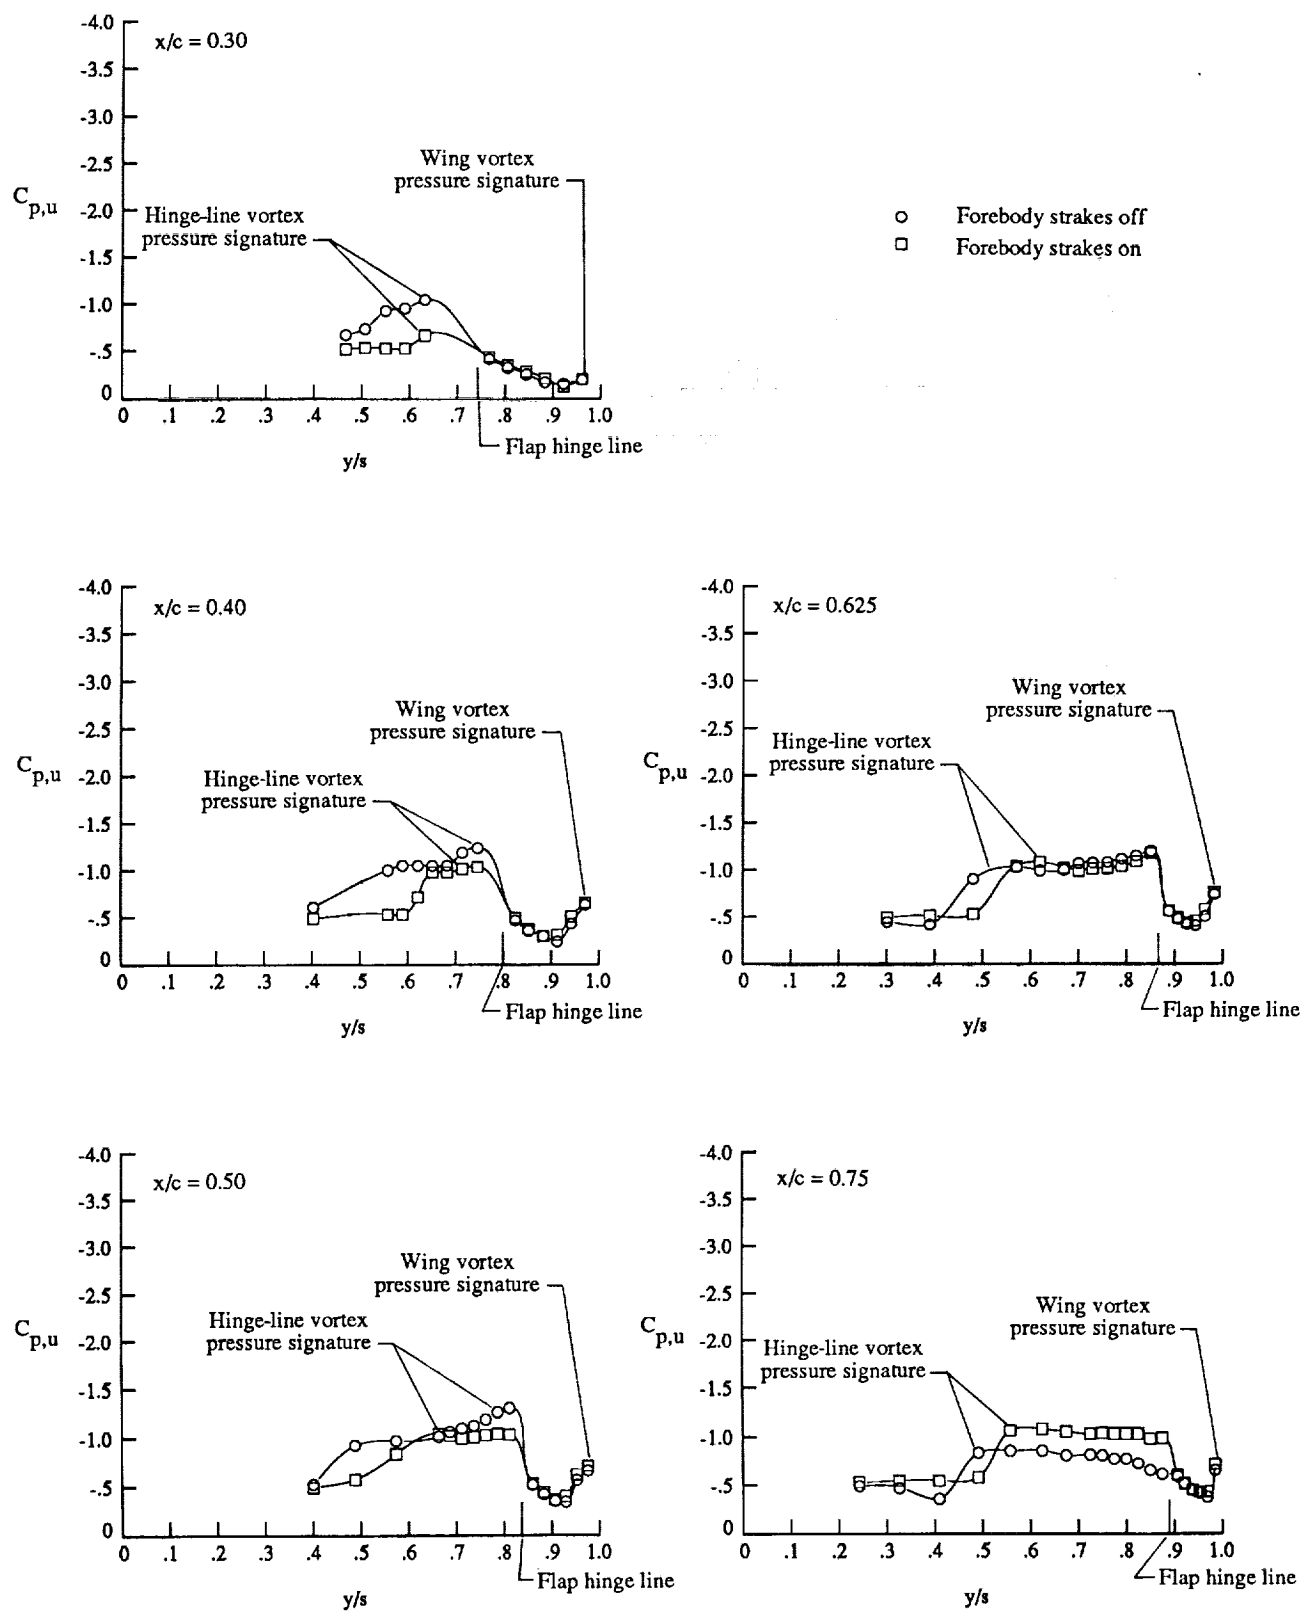 -4.0
x/c = 0.30
-3.5
-3.0
-2.5
-2.0
-1.5
-1.0
-.5
0
C p,u
Wing vortex
pressure signature
Hinge-line vortex
pressure signature
0 .1 .2 .3 .4 .5 .6 .7 .8 .9 1.0
Flap hinge line
y/s
Forebody strakes off
Forebody strakes on
-4.0
x/c = 0.40
-3.5
-3.0
-2.5
-2.0
-1.5
-1.0
-.5
0
C p,u
Wing vortex
pressure signature
Hinge-line vortex
pressure signature
0 .1 .2 .3 .4 .5 .6 .7 .8 .9 1.0
Flap hinge line
y/s
-4.0
x/c = 0.625
-3.5
-3.0
-2.5
-2.0
-1.5
-1.0
-.5
0
C p,u
Wing vortex
pressure signature
Hinge-line vortex
pressure signature
0 .1 .2 .3 .4 .5 .6 .7 .8 .9 1.0
Flap hinge line
y/s
-4.0
x/c = 0.50
-3.5
-3.0
-2.5
-2.0
-1.5
-1.0
-.5
0
C p,u
Wing vortex
pressure signature
Hinge-line vortex
pressure signature
0 .1 .2 .3 .4 .5 .6 .7 .8 .9 1.0
Flap hinge line
y/s
-4.0
x/c = 0.75
-3.5
-3.0
-2.5
-2.0
-1.5
-1.0
-.5
0
C p,u
Wing vortex
pressure signature
Hinge-line vortex
pressure signature
0 .1 .2 .3 .4 .5 .6 .7 .8 .9 1.0
Flap hinge line
y/s